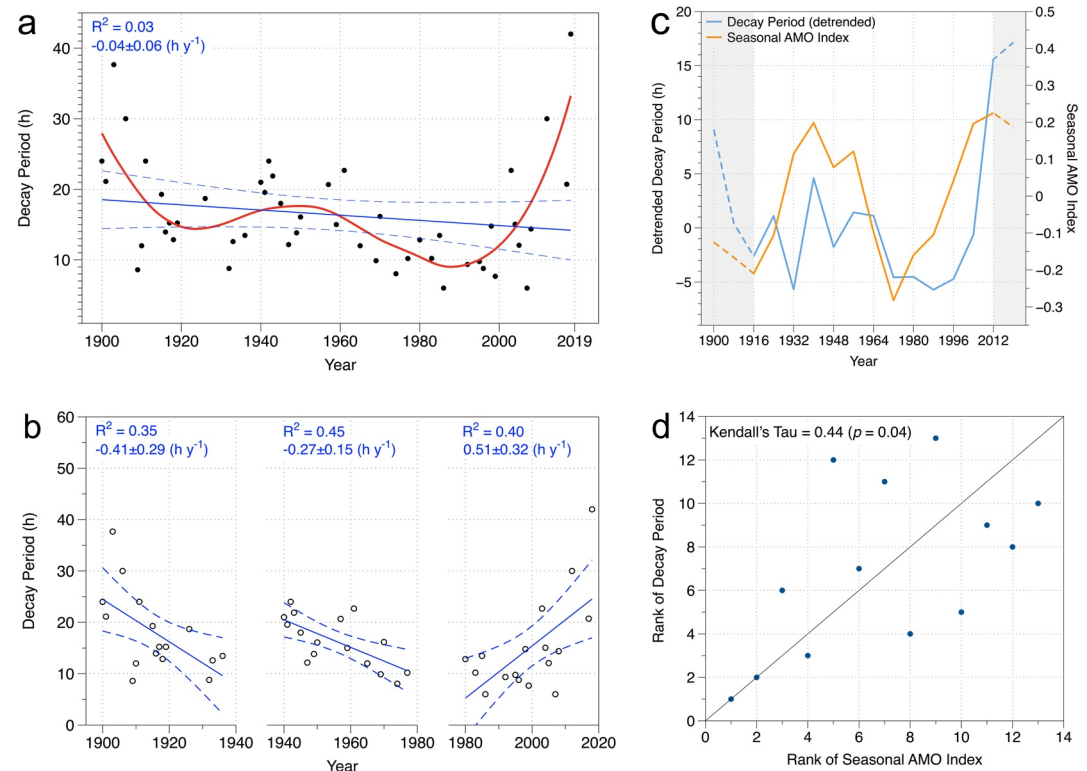 a
R² = 0.03
-0.04±0.06 (h y⁻¹)
Decay Period (h)
40
30
20
10
1900
1920
1940
1960
1980
2000
2019
Year
c
Decay Period (detrended)
Seasonal AMO Index
Detrended Decay Period (h)
20
15
10
5
0
−5
0.5
0.4
0.3
0.2
0.1
0
−0.1
−0.2
−0.3
Seasonal AMO Index
1900
1916
1932
1948
1964
1980
1996
2012
Year
b
R² = 0.35
-0.41±0.29 (h y⁻¹)
R² = 0.45
-0.27±0.15 (h y⁻¹)
R² = 0.40
0.51±0.32 (h y⁻¹)
Decay Period (h)
60
50
40
30
20
10
0
1900
1920
1940
1940
1960
1980
1980
2000
2020
Year
d
Kendall's Tau = 0.44 (p = 0.04)
Rank of Decay Period
14
12
10
8
6
4
2
0
0
2
4
6
8
10
12
14
Rank of Seasonal AMO Index